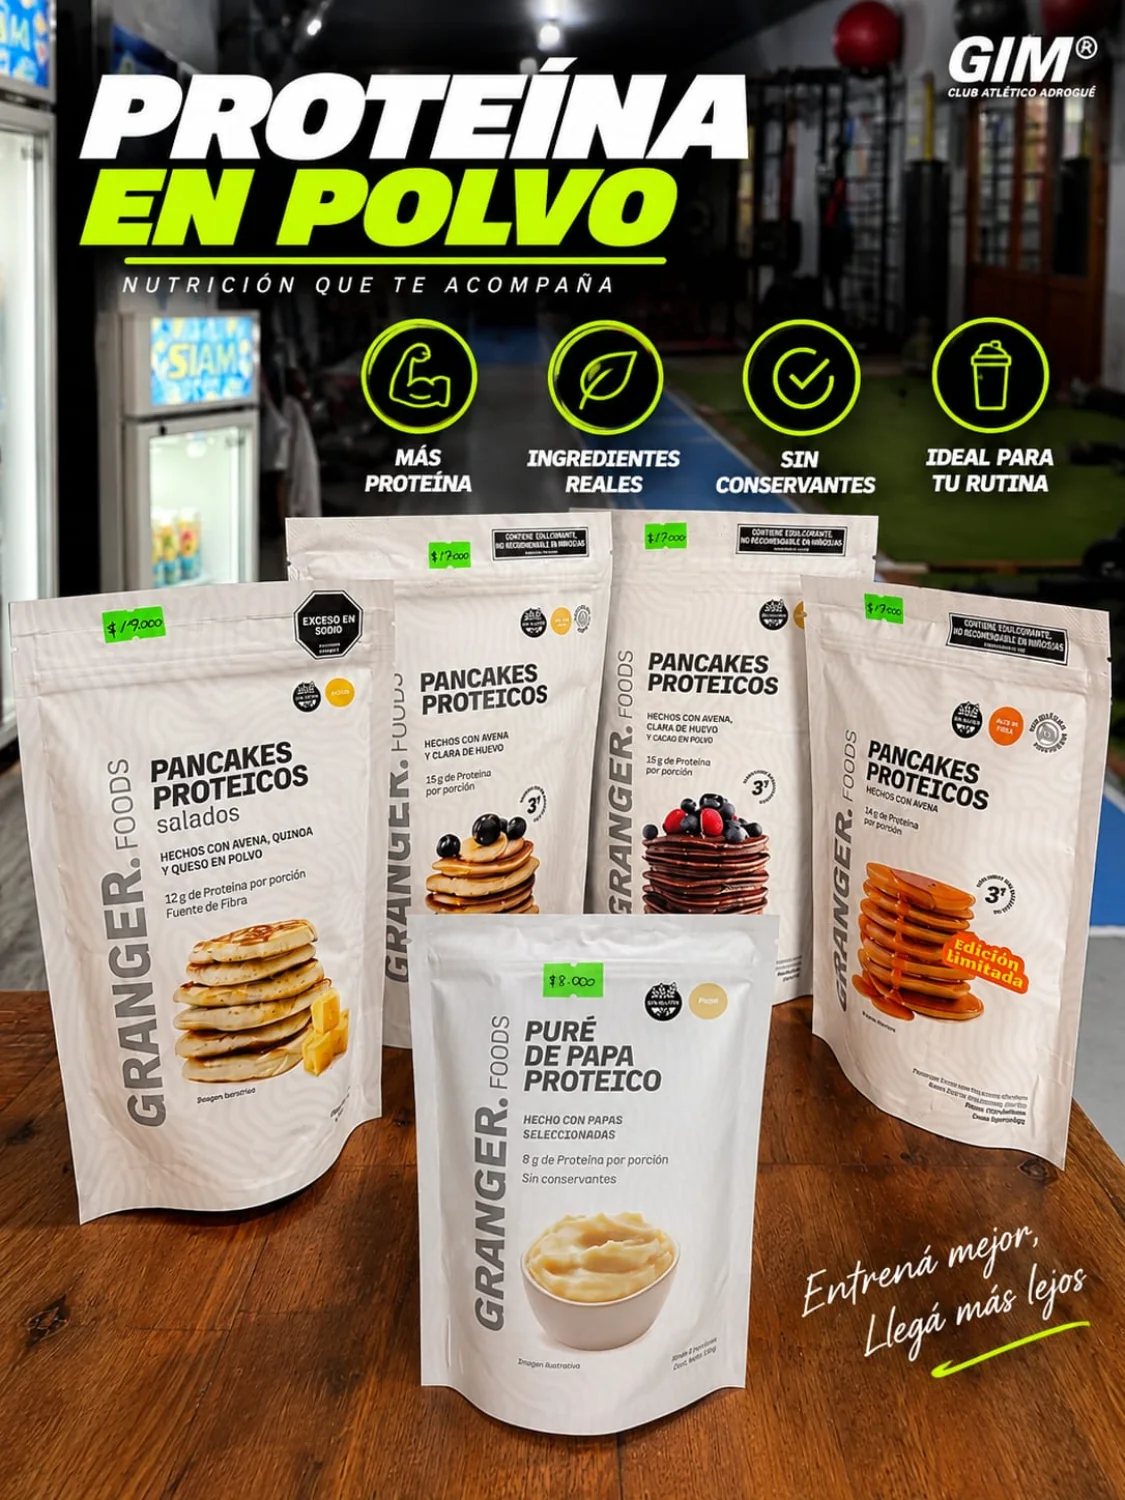 GIM®
CLUB ATLÉTICO ADROGUÉ
PROTEÍNA
EN POLVO
NUTRICIÓN QUE TE ACOMPAÑA
SIAM
MÁS
PROTEÍNA
INGREDIENTES
REALES
SIN
CONSERVANTES
IDEAL PARA
TU RUTINA
$19.000
EXCESO EN
SODIO
GRANGER. FOODS
PANCAKES
PROTEICOS
salados
HECHOS CON AVENA, QUINOA
Y QUESO EN POLVO
12 g de Proteína por porción
Fuente de Fibra
$17.000
CONTIENE EDULCORANTE,
NO RECOMENDABLE EN NIÑOS/AS
GRANGER. FOODS
PANCAKES
PROTEICOS
HECHOS CON AVENA
Y CLARA DE HUEVO
15 g de Proteína
por porción
3'
$17.000
CONTIENE EDULCORANTE,
NO RECOMENDABLE EN NIÑOS/AS
GRANGER. FOODS
PANCAKES
PROTEICOS
HECHOS CON AVENA,
CLARA DE HUEVO
Y CACAO EN POLVO
15 g de Proteína
por porción
3'
$17.000
CONTIENE EDULCORANTE,
NO RECOMENDABLE EN NIÑOS/AS
GRANGER. FOODS
PANCAKES
PROTEICOS
HECHOS CON AVENA
14 g de Proteína
por porción
3'
Edición
Limitada
$8.000
GRANGER. FOODS
PURÉ
DE PAPA
PROTEICO
HECHO CON PAPAS
SELECCIONADAS
8 g de Proteína por porción
Sin conservantes
Imagen ilustrativa
Entrená mejor,
Llegá más lejos